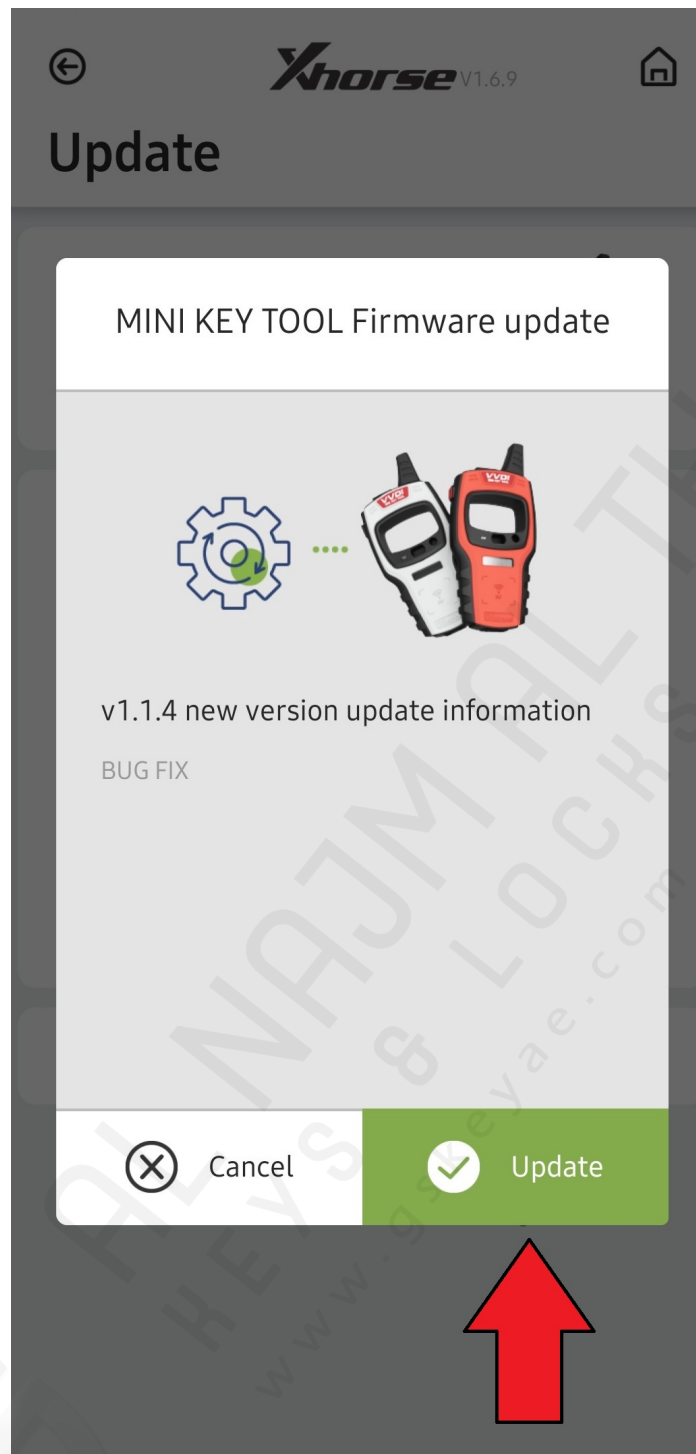 Xhorse V1.6.9
Update
MINI KEY TOOL Firmware update
VVDI
VVDI
v1.1.4 new version update information
BUG FIX
AL NAJM AL
KEYS & LOCKS
www.gskeyae.com
Cancel
Update